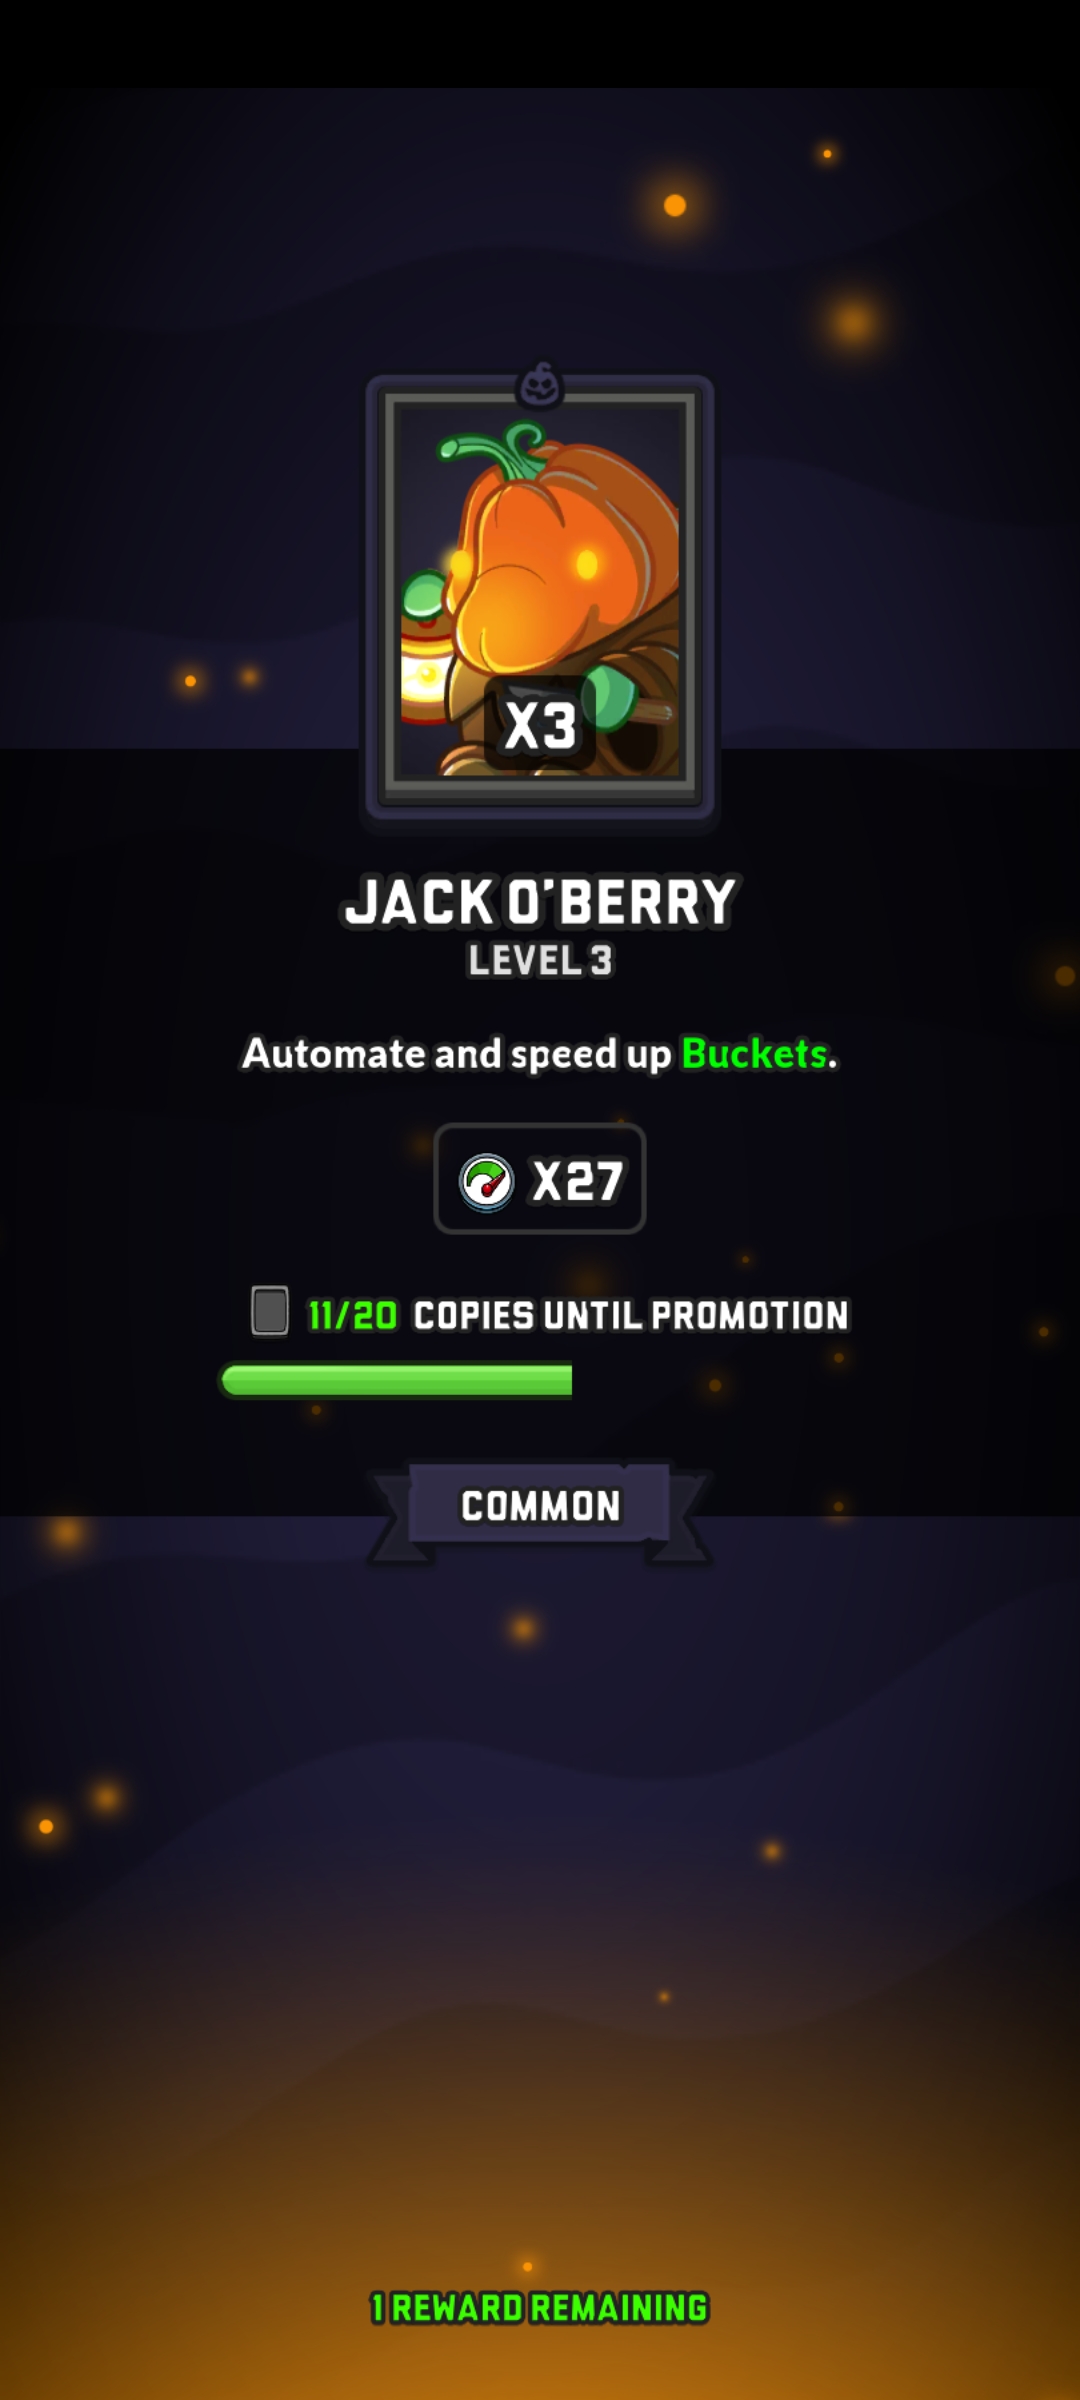 X3
JACK O'BERRY
LEVEL 3
Automate and speed up Buckets.
X27
11/20 COPIES UNTIL PROMOTION
COMMON
1 REWARD REMAINING